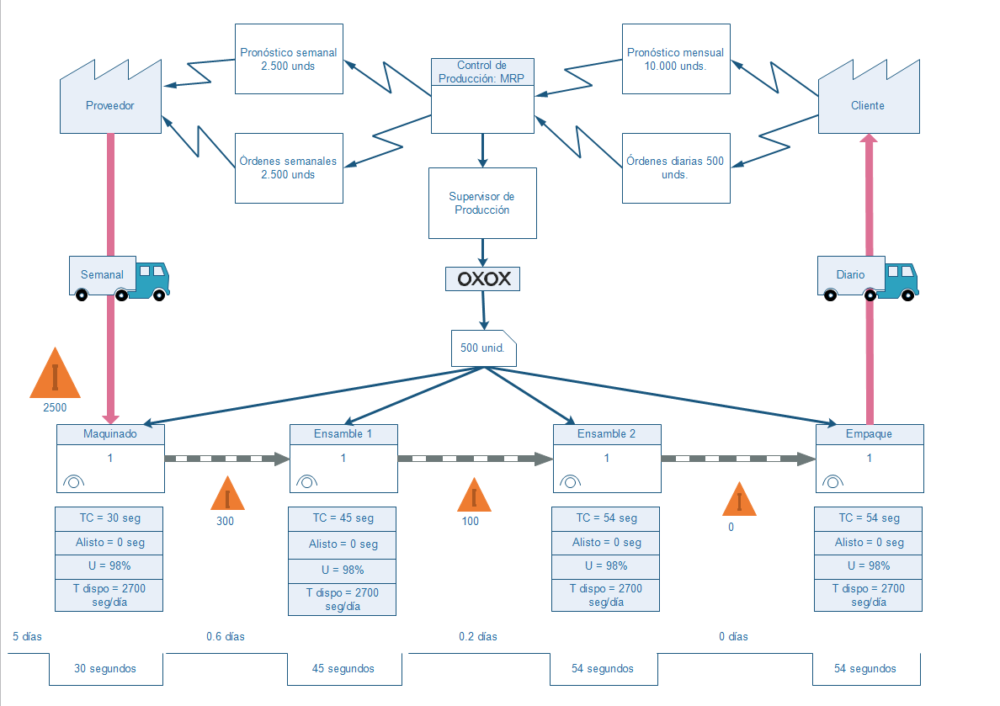 Pronóstico semanal
2.500 unds
Control de
Producción: MRP
Pronóstico mensual
10.000 unds.
Proveedor
Cliente
Órdenes semanales
2.500 unds
Órdenes diarias 500
unds.
Supervisor de
Producción
Semanal
OXOX
Diario
500 unid.
I
2500
Maquinado
1
Ensamble 1
1
Ensamble 2
1
Empaque
1
I
300
I
100
I
0
TC = 30 seg
Alisto = 0 seg
U = 98%
T dispo = 2700
seg/día
TC = 45 seg
Alisto = 0 seg
U = 98%
T dispo = 2700
seg/día
TC = 54 seg
Alisto = 0 seg
U = 98%
T dispo = 2700
seg/día
TC = 54 seg
Alisto = 0 seg
U = 98%
T dispo = 2700
seg/día
5 días
0.6 días
0.2 días
0 días
30 segundos
45 segundos
54 segundos
54 segundos